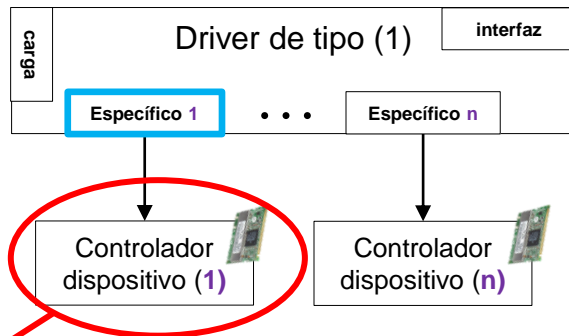 carga
Driver de tipo (1)
interfaz
Específico 1
• • •
Específico n
Controlador
dispositivo (1)
Controlador
dispositivo (n)